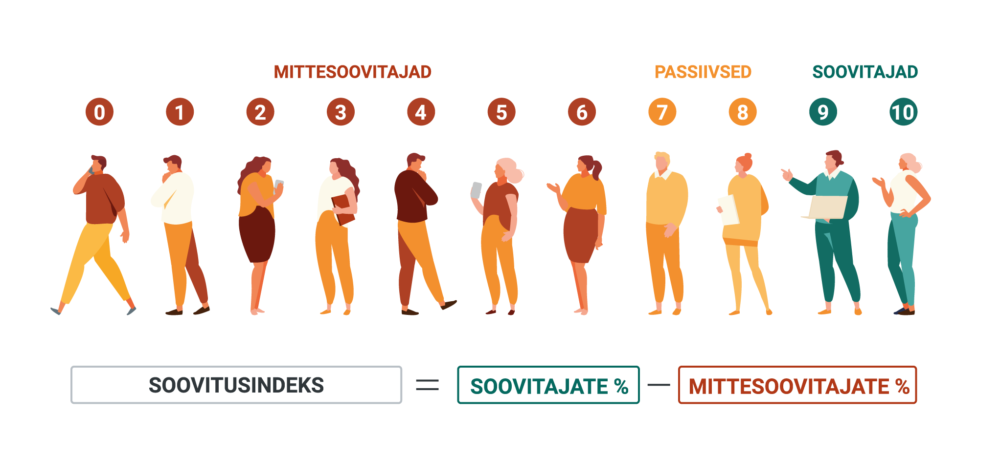 MITTESOOVITAJAD PASSIIVSED SOOVITAJAD
0 1 2 3 4 5 6 7 8 9 10
SOOVITUSINDEKS = SOOVITAJATE % — MITTESOOVITAJATE %